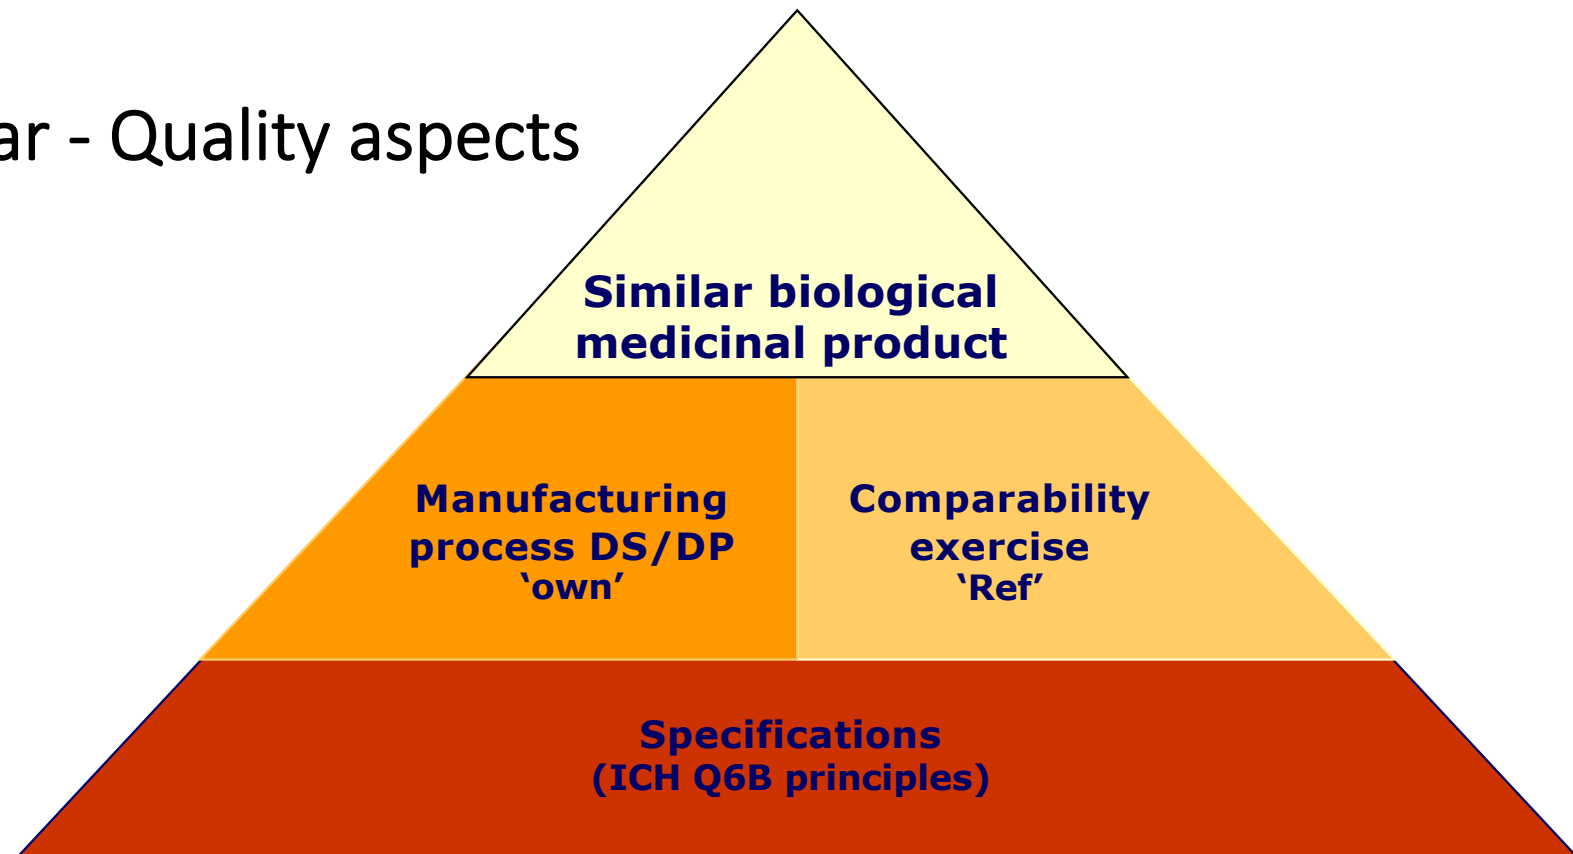 ar - Quality aspects
Similar biological
medicinal product
Manufacturing
process DS/DP
‘own’
Comparability
exercise
‘Ref’
Specifications
(ICH Q6B principles)